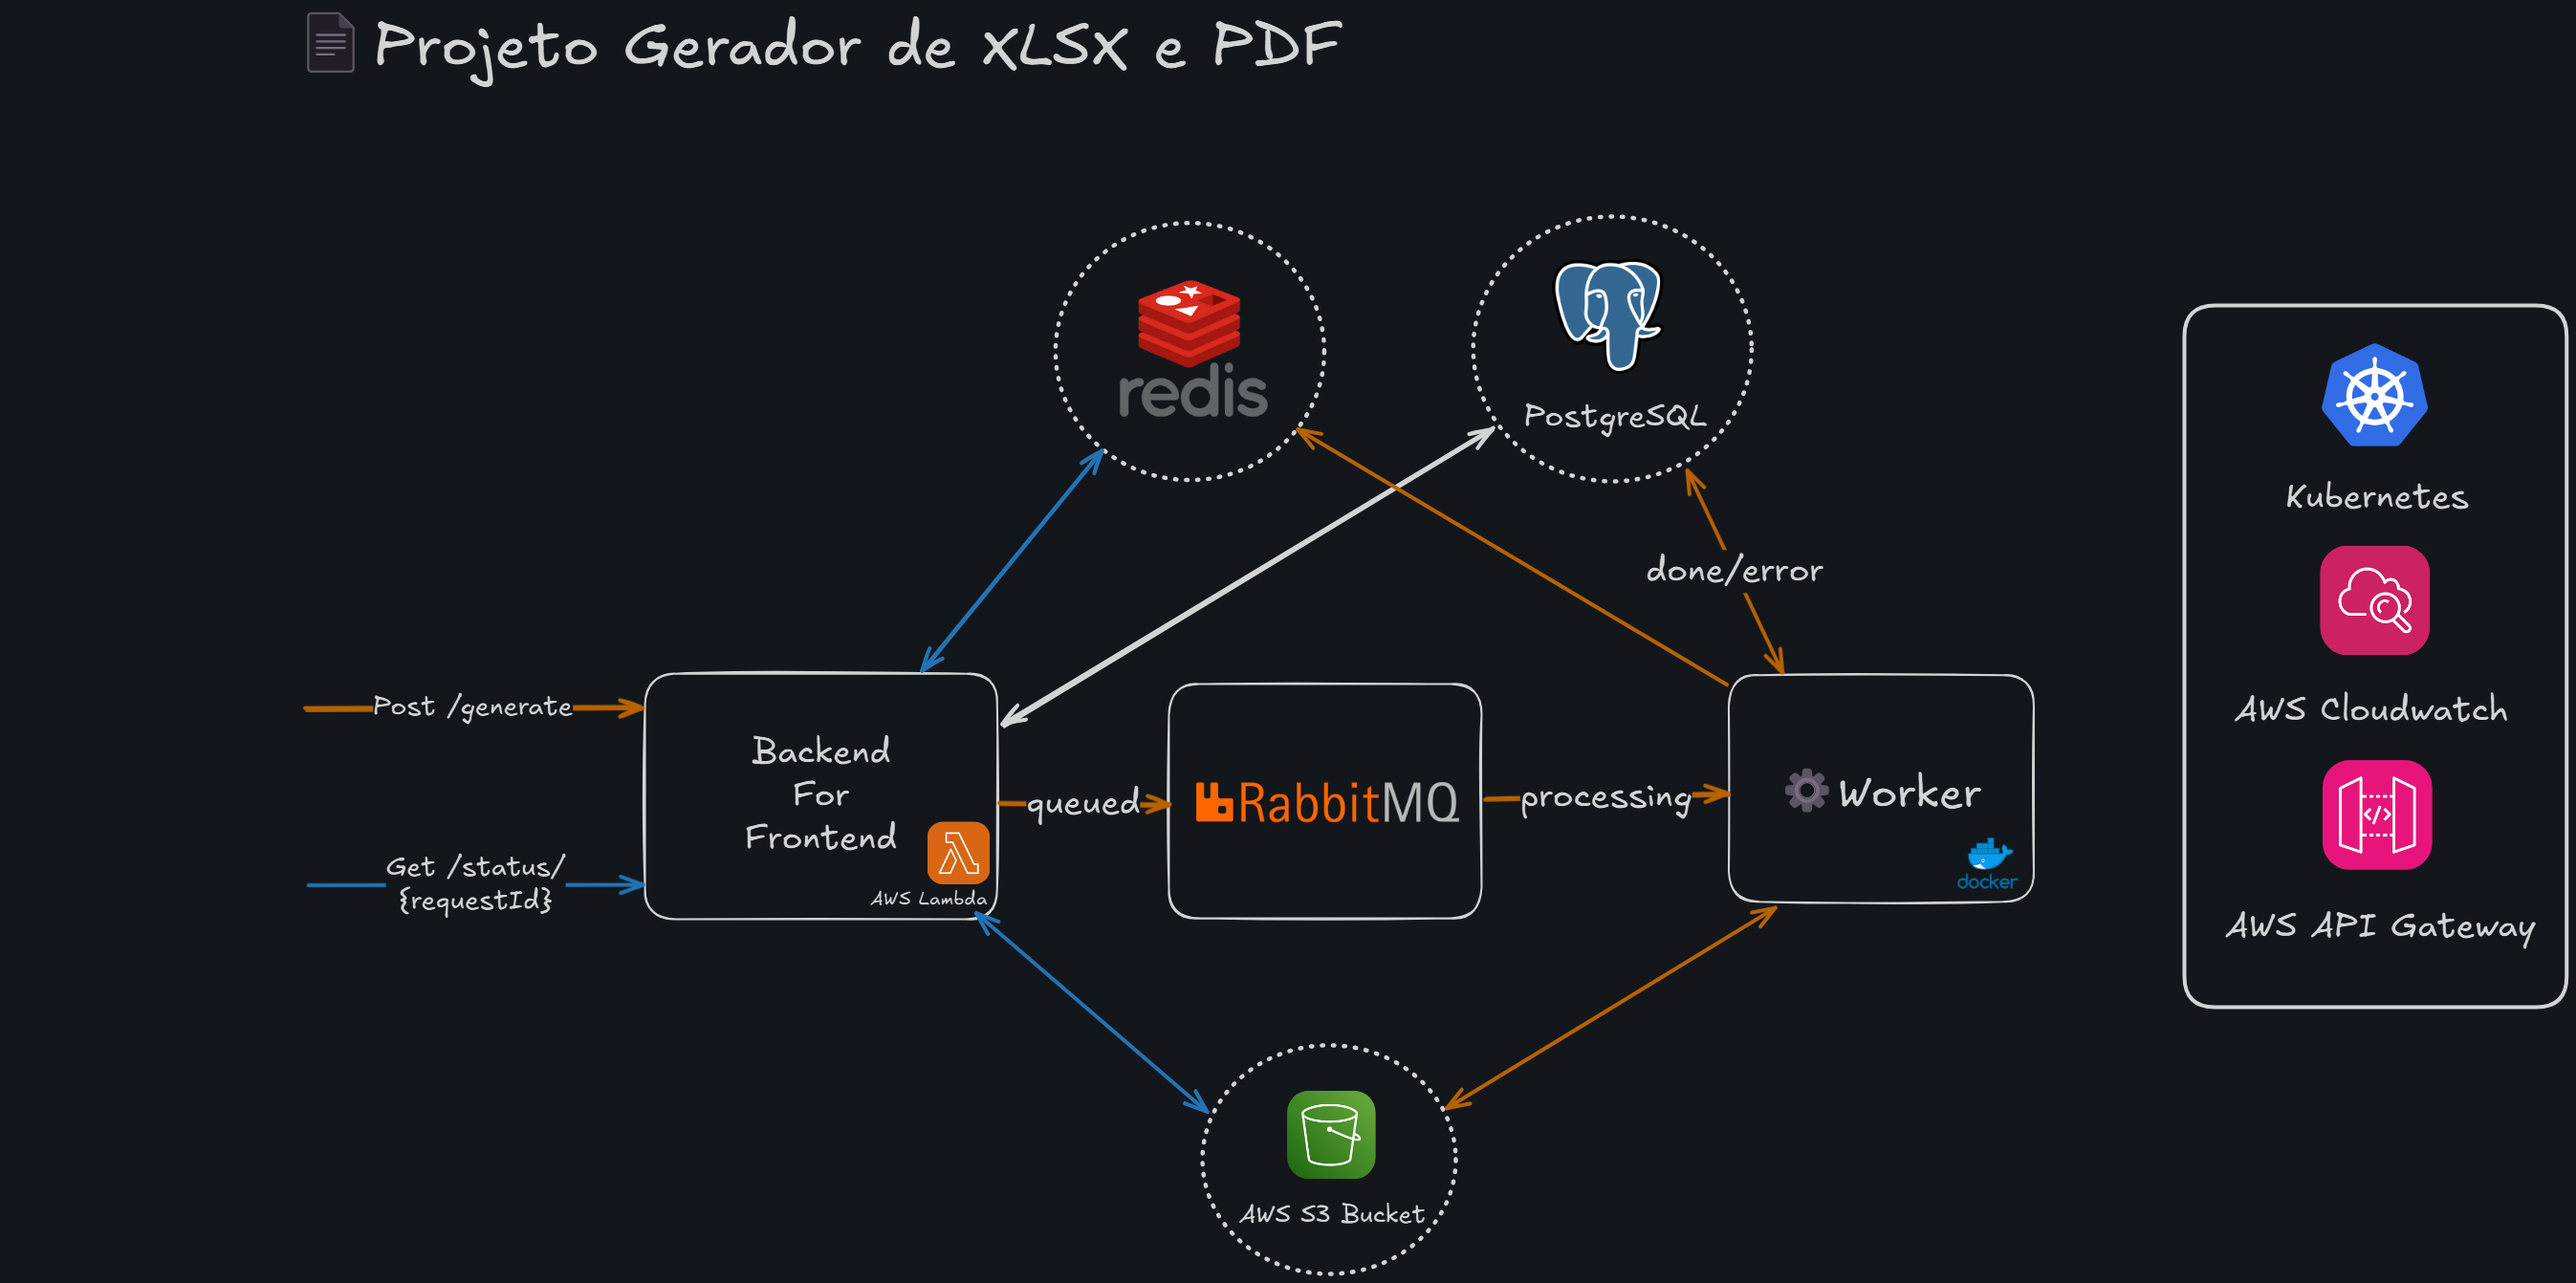 Projeto Gerador de XLSX e PDF
redis
PostgreSQL
Kubernetes
done/error
AWS Cloudwatch
Post /generate
Backend
For
Frontend
AWS Lambda
queued
RabbitMQ
processing
Worker
docker
Get /status/
{requestId}
AWS API Gateway
AWS S3 Bucket